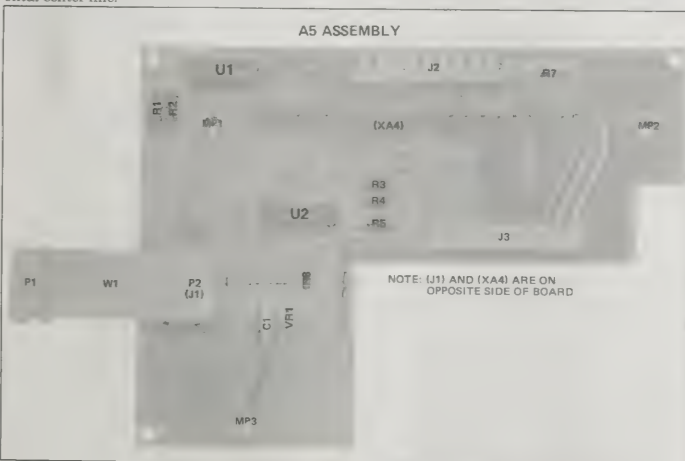 A5 ASSEMBLY
U1
J2
R7
R1
R2
(XA4)
MP2
R3
R4
U2
R5
J3
P1
W1
P2
(J1)
NOTE: (J1) AND (XA4) ARE ON
OPPOSITE SIDE OF BOARD
C1
VR1
MP3